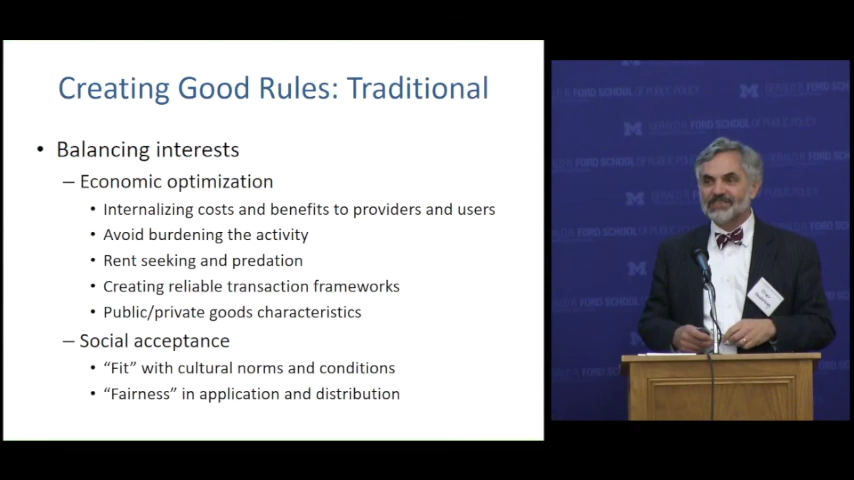 Creating Good Rules: Traditional
• Balancing interests
– Economic optimization
• Internalizing costs and benefits to providers and users
• Avoid burdening the activity
• Rent seeking and predation
• Creating reliable transaction frameworks
• Public/private goods characteristics
– Social acceptance
• “Fit” with cultural norms and conditions
• “Fairness” in application and distribution
M GERALD R. FORD SCHOOL OF PUBLIC POLICY